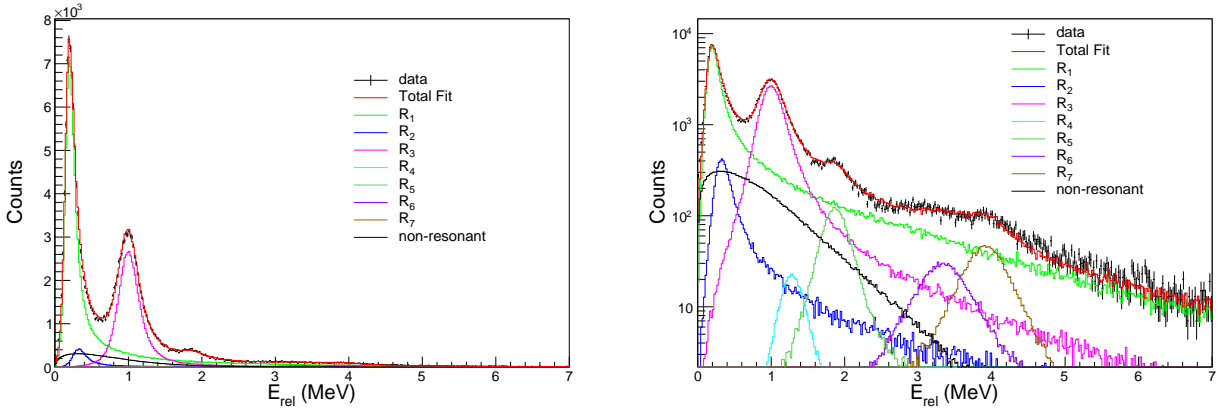 8 ×10³
7
6
5
4
3
2
1
0
Counts
0 1 2 3 4 5 6 7
E_rel (MeV)
data
Total Fit
R₁
R₂
R₃
R₄
R₅
R₆
R₇
non-resonant
10⁴
10³
10²
10
Counts
0 1 2 3 4 5 6 7
E_rel (MeV)
data
Total Fit
R₁
R₂
R₃
R₄
R₅
R₆
R₇
non-resonant